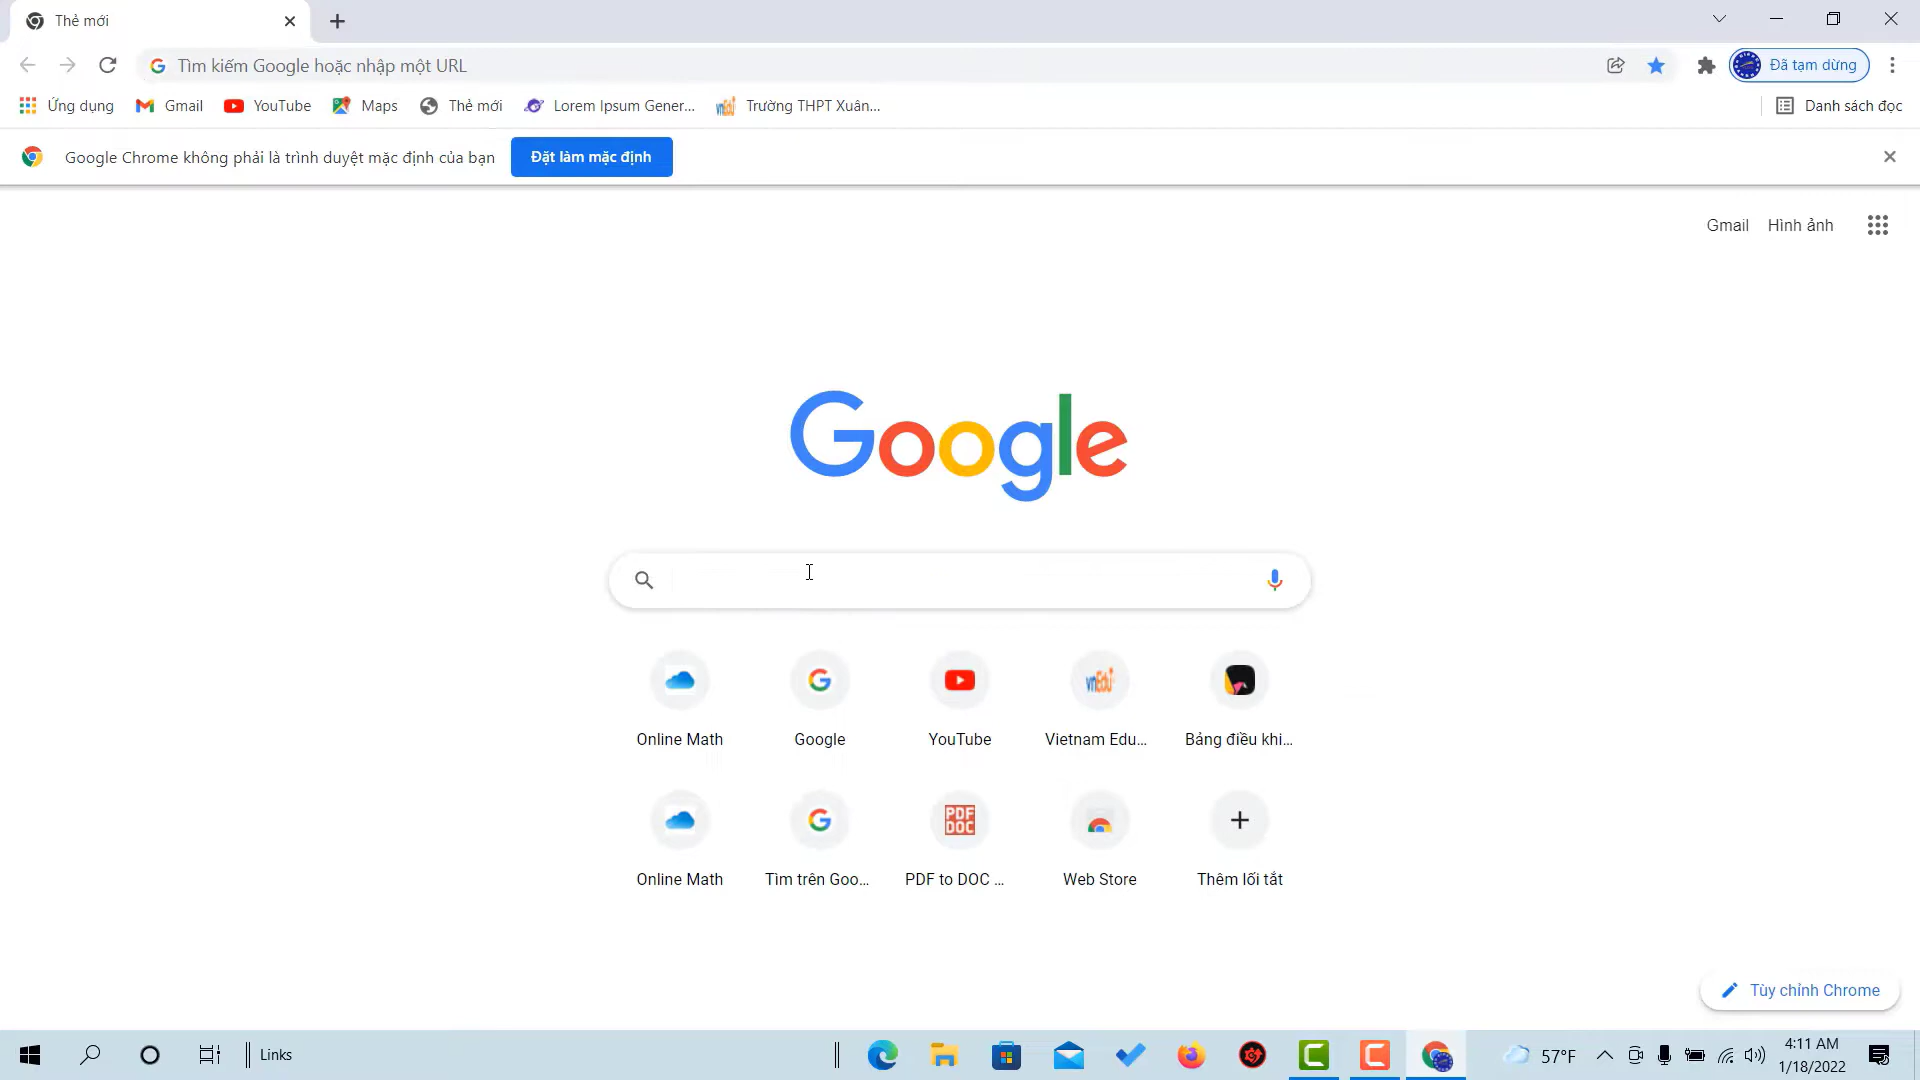 Thẻ mới
Tìm kiếm Google hoặc nhập một URL
Đã tạm dừng
Ứng dụng Gmail YouTube Maps Thẻ mới Lorem Ipsum Gener... Trường THPT Xuân... Danh sách đọc
Google Chrome không phải là trình duyệt mặc định của bạn Đặt làm mặc định
Gmail Hình ảnh
Google
vnEdu
Online Math Google YouTube Vietnam Edu... Bảng điều khi...
PDF
DOC
Online Math Tìm trên Goo... PDF to DOC ... Web Store Thêm lối tắt
Tùy chỉnh Chrome
Links 57°F 4:11 AM
1/18/2022